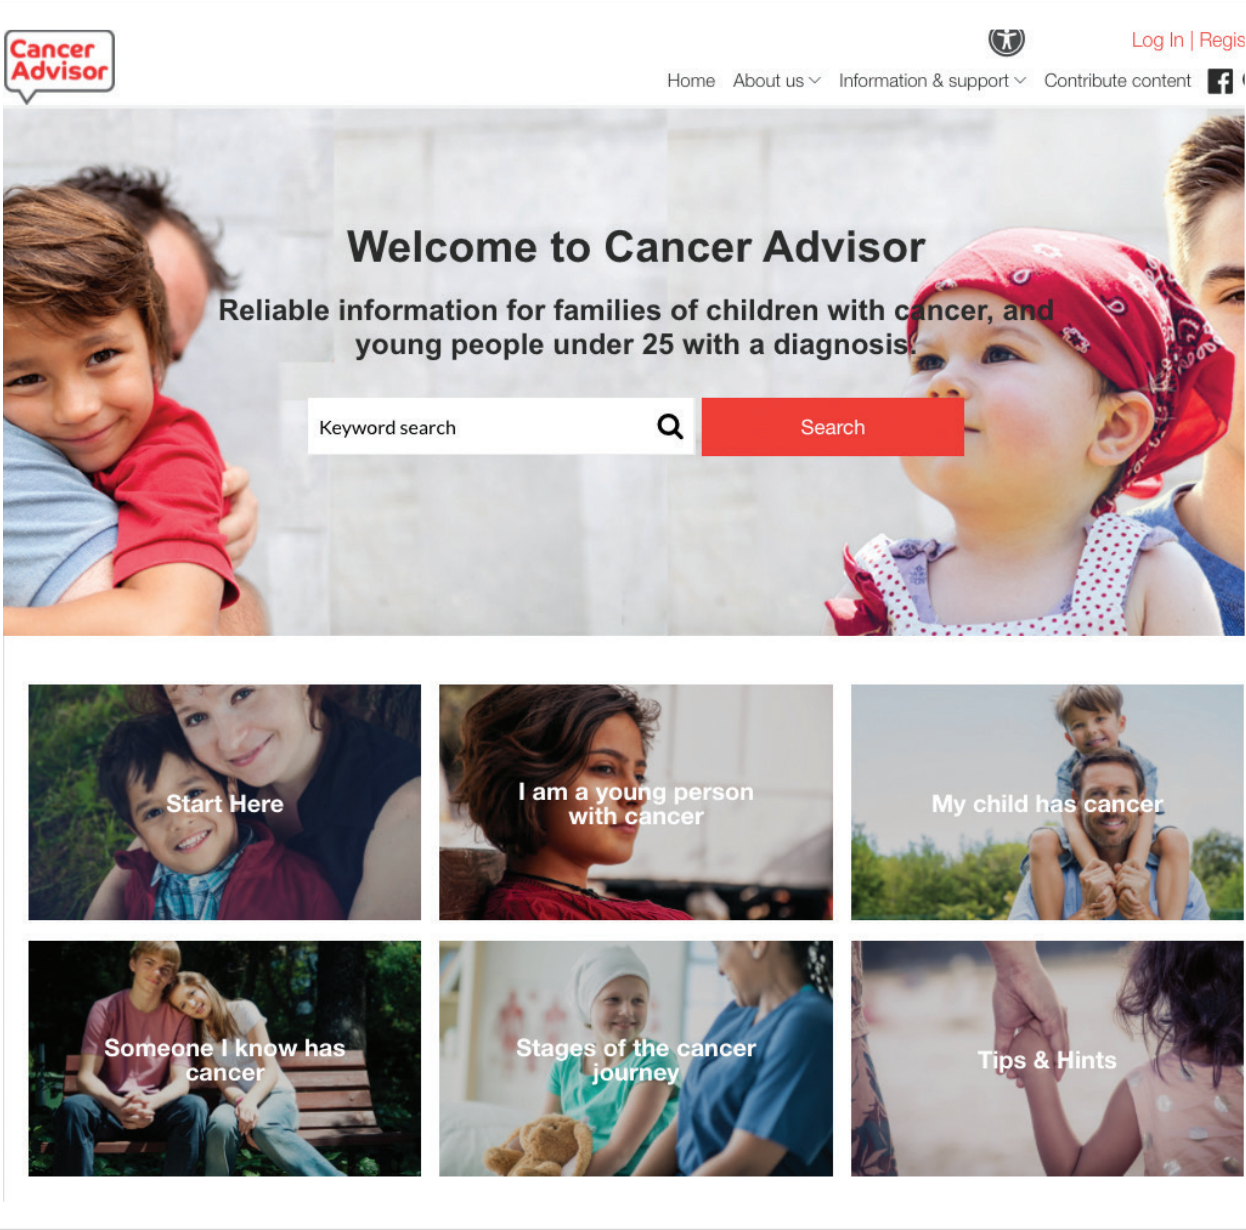 Cancer
Advisor
Log In | Regis
Home About us Information & support Contribute content
Welcome to Cancer Advisor
Reliable information for families of children with cancer, and
young people under 25 with a diagnosis.
Keyword search
Search
Start Here
I am a young person
with cancer
My child has cancer
Someone I know has
cancer
Stages of the cancer
journey
Tips & Hints